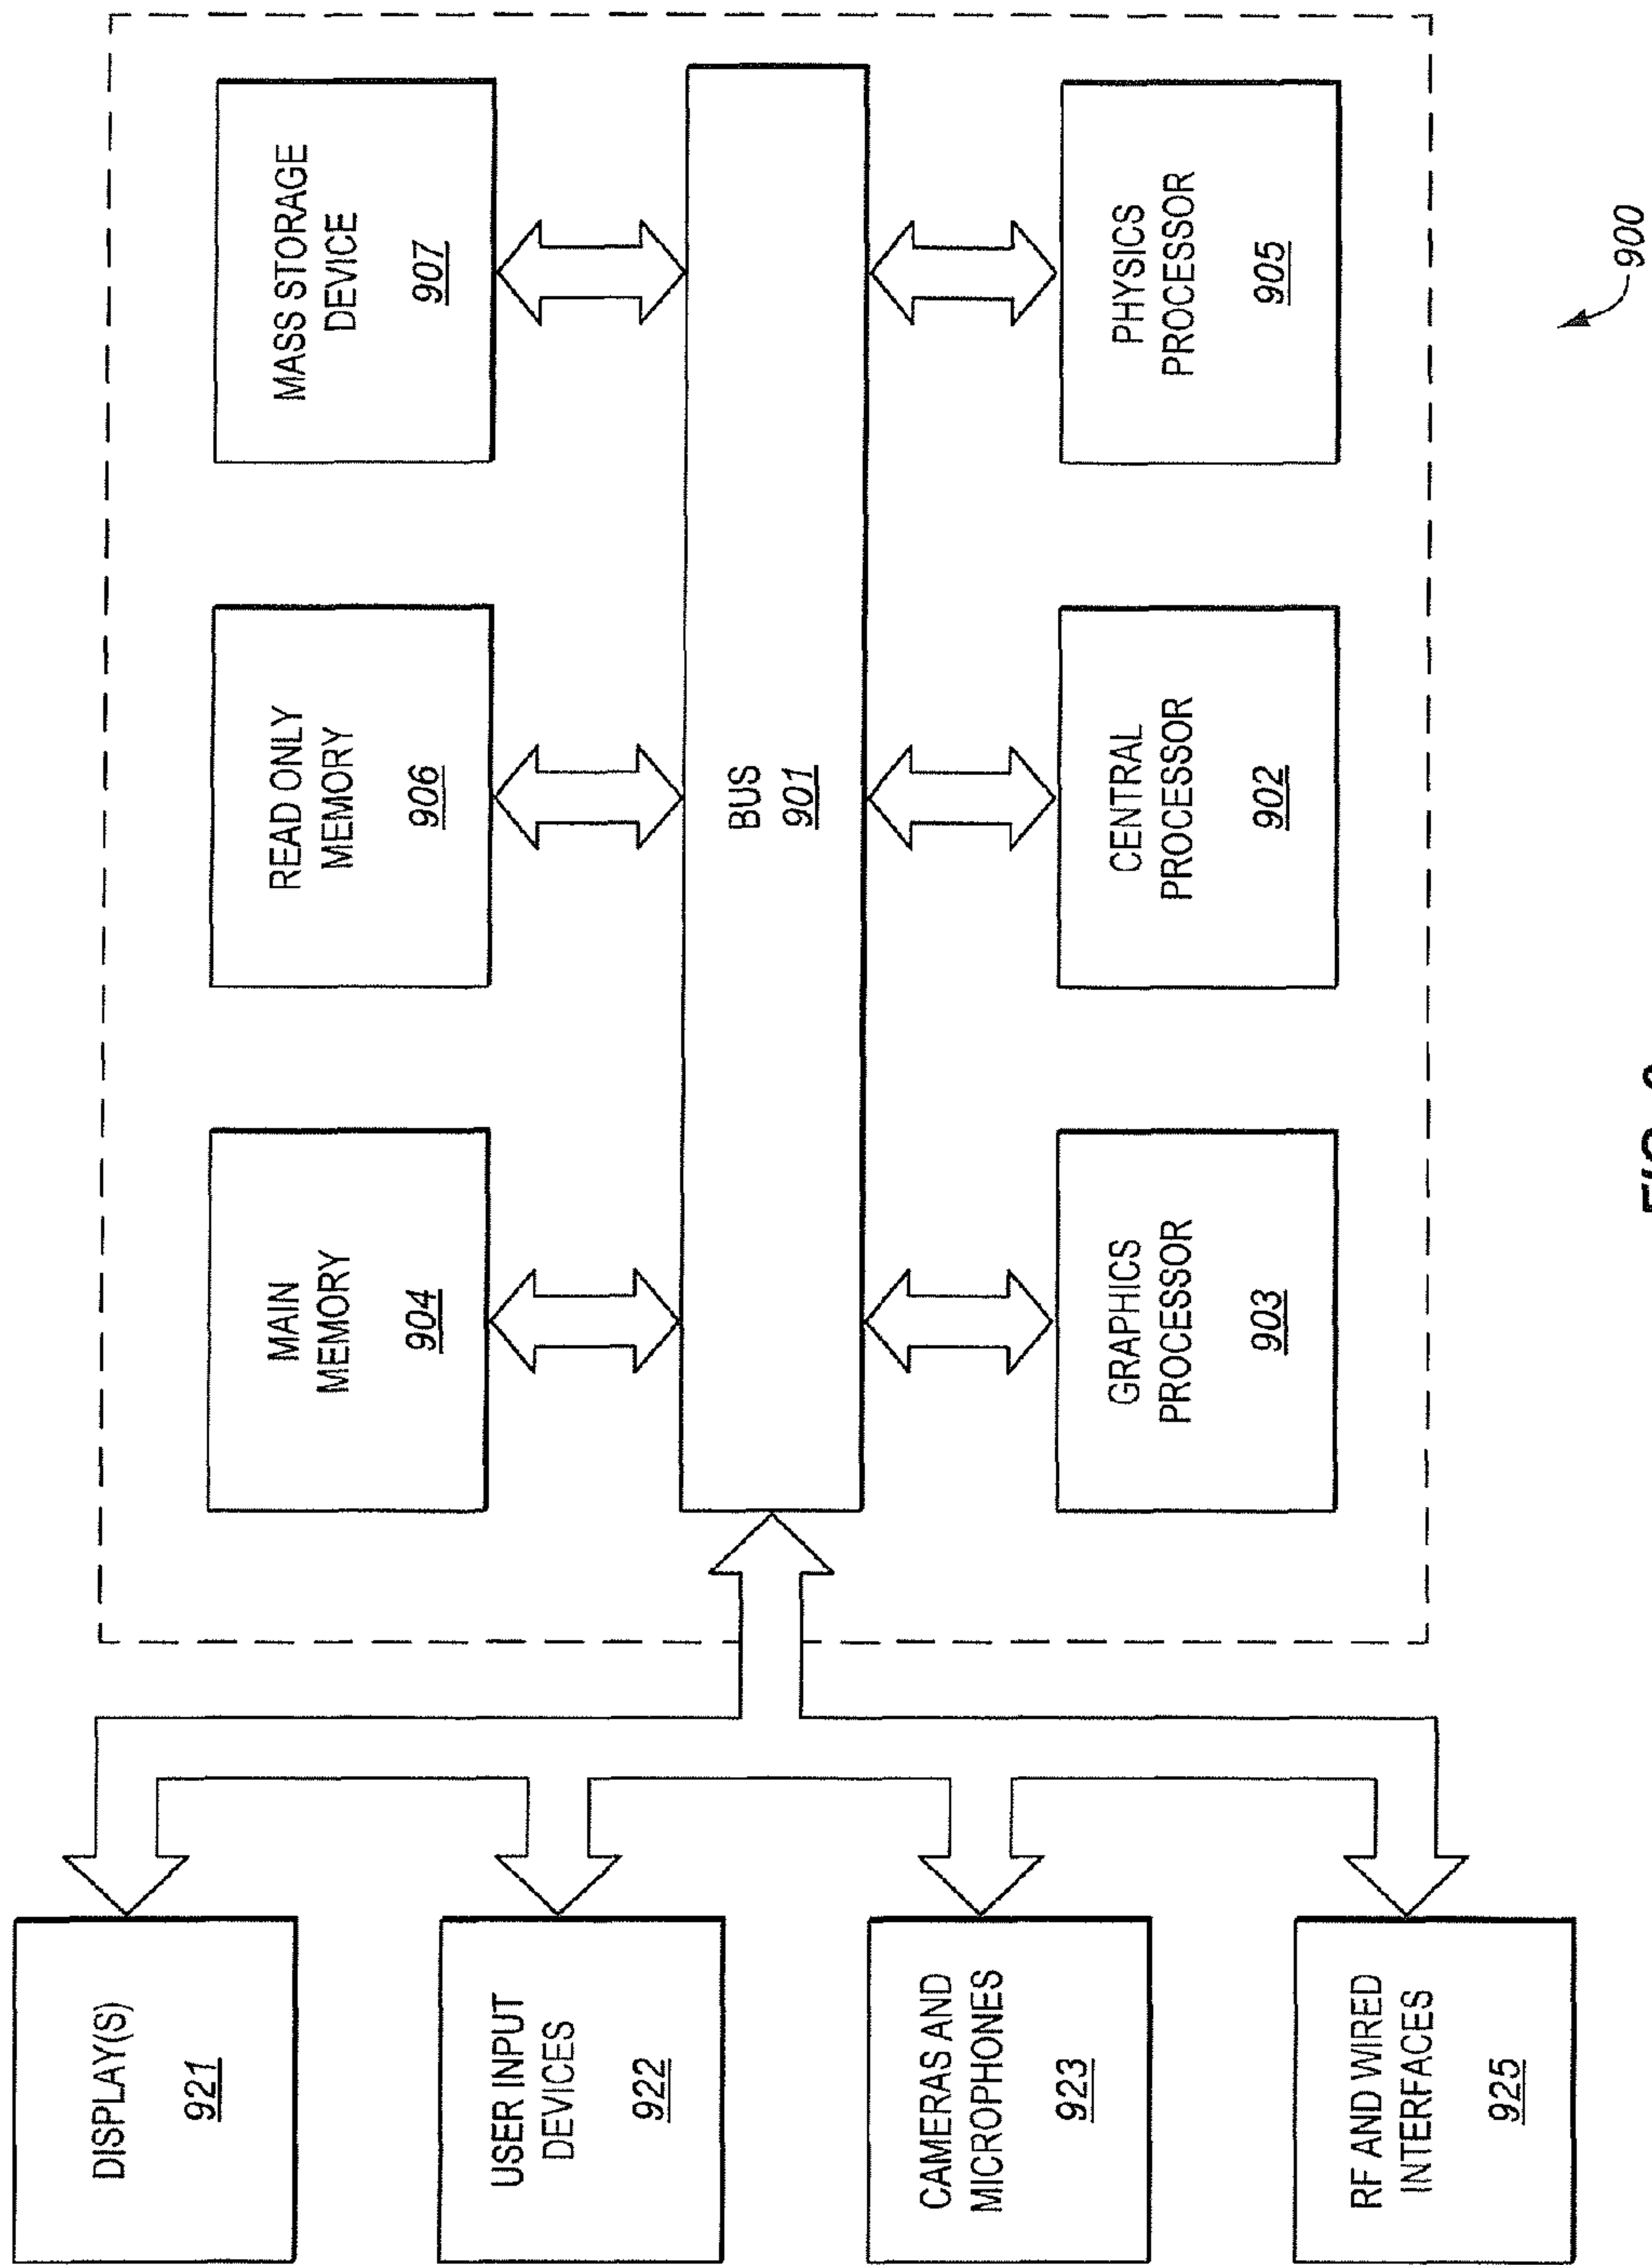 DISPLAY(S)
921
MAIN
MEMORY
904
READ ONLY
MEMORY
906
MASS STORAGE
DEVICE
907
USER INPUT
DEVICES
922
BUS
901
CAMERAS AND
MICROPHONES
923
GRAPHICS
PROCESSOR
903
CENTRAL
PROCESSOR
902
PHYSICS
PROCESSOR
905
RF AND WIRED
INTERFACES
925
900
FIG.